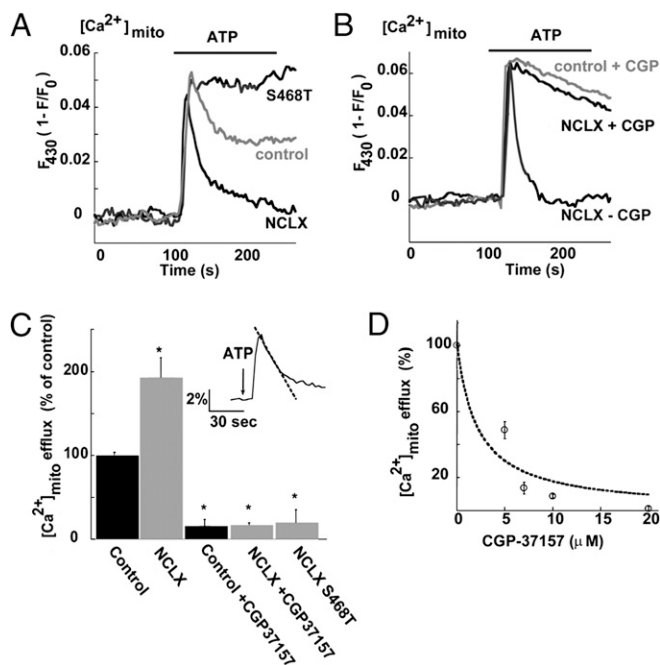 A
[Ca2+]mito
ATP
0.06
0.04
0.02
0
F430 ( 1- F/F0 )
S468T
control
NCLX
0
100
200
Time (s)
B
[Ca2+]mito
ATP
0.06
0.04
0.02
0
F430 ( 1- F/F0 )
control + CGP
NCLX + CGP
NCLX - CGP
0
100
200
Time (s)
C
[Ca2+]mito efflux (% of control)
200
100
0
*
*
*
*
ATP
2%
30 sec
Control
NCLX
Control +CGP37157
NCLX +CGP37157
NCLX S468T
D
[Ca2+]mito efflux (%)
100
80
60
40
20
0
5
10
15
20
CGP-37157 (μ M)